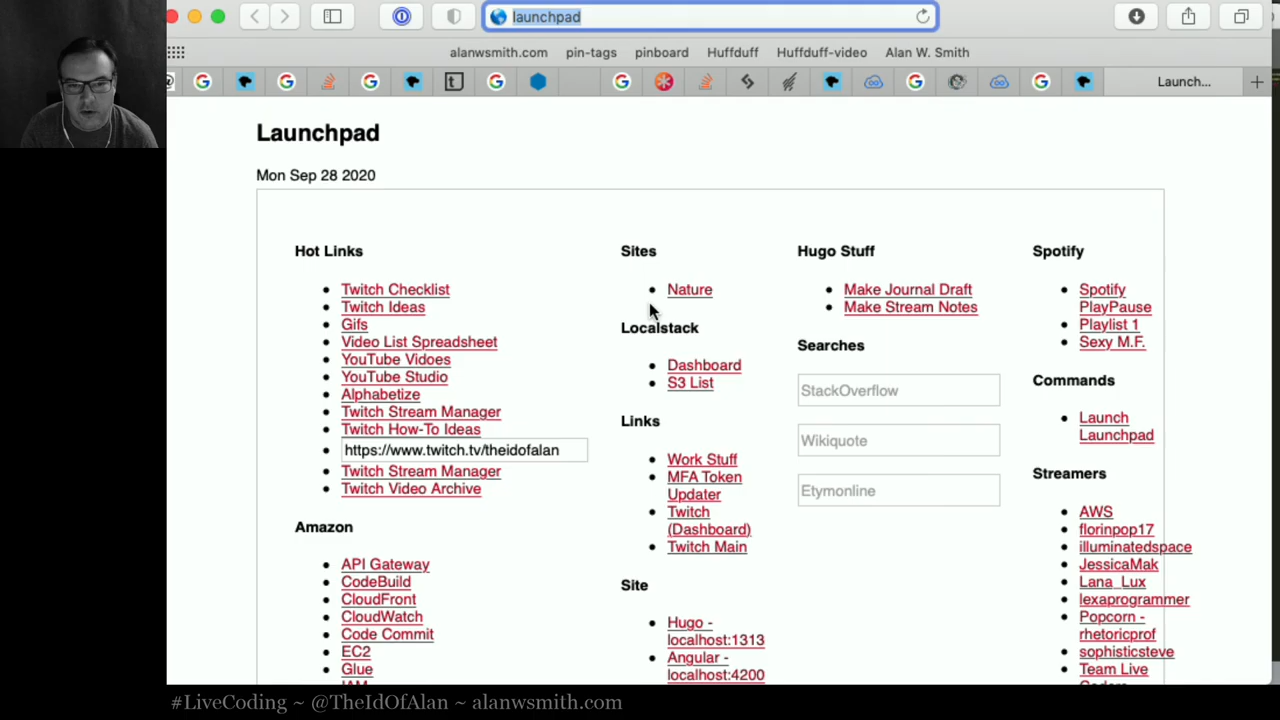 launchpad
alanwsmith.com
pin-tags
pinboard
Huffduff
Huffduff-video
Alan W. Smith
Launch...
Launchpad
Mon Sep 28 2020
Hot Links
Twitch Checklist
Twitch Ideas
Gifs
Video List Spreadsheet
YouTube Vidoes
YouTube Studio
Alphabetize
Twitch Stream Manager
Twitch How-To Ideas
https://www.twitch.tv/theidofalan
Twitch Stream Manager
Twitch Video Archive
Amazon
API Gateway
CodeBuild
CloudFront
CloudWatch
Code Commit
EC2
Glue
Sites
Nature
Localstack
Dashboard
S3 List
Links
Work Stuff
MFA Token
Updater
Twitch
(Dashboard)
Twitch Main
Site
Hugo -
localhost:1313
Angular -
localhost:4200
Hugo Stuff
Make Journal Draft
Make Stream Notes
Searches
StackOverflow
Wikiquote
Etymonline
Spotify
Spotify
PlayPause
Playlist 1
Sexy M.F.
Commands
Launch
Launchpad
Streamers
AWS
florinpop17
illuminatedspace
JessicaMak
Lana_Lux
lexaprogrammer
Popcorn -
rhetoricprof
sophisticsteve
Team Live
#LiveCoding ~ @TheIdOfAlan ~ alanwsmith.com